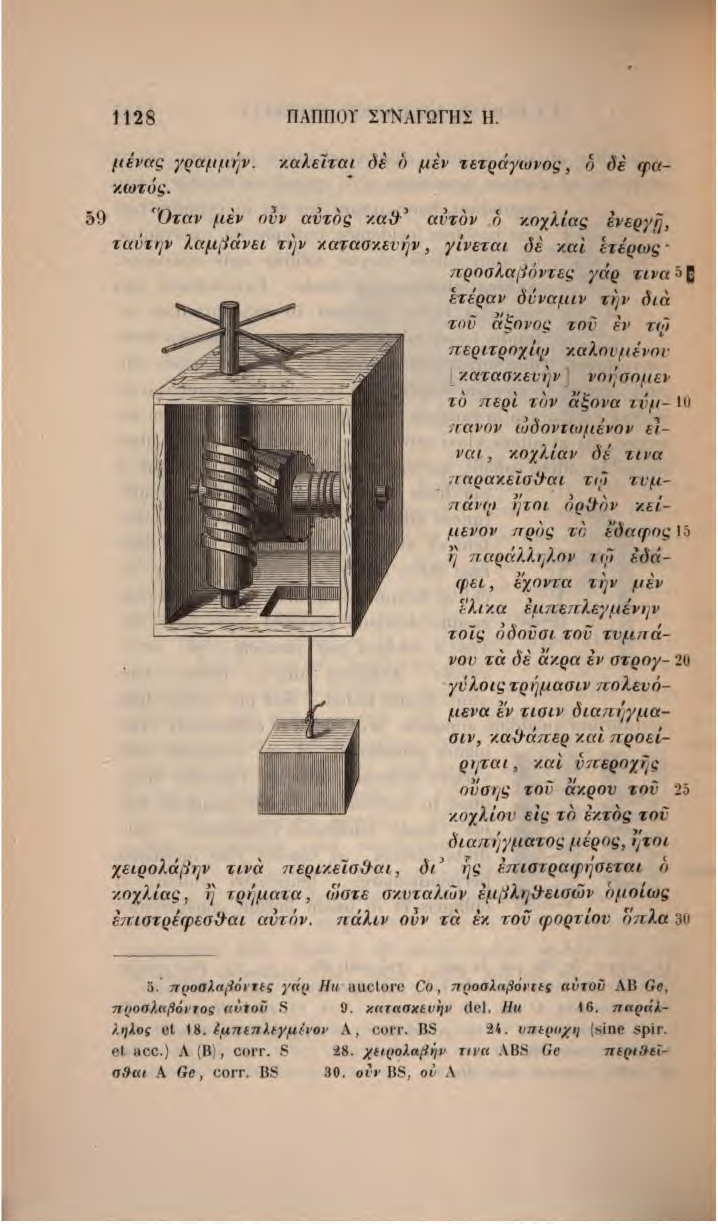 1128 ΠΑΠΠΟΥ ΣΥΝΑΓΩΓΗΣ Η.
μένας γραμμήν. καλεῖται δὲ ὁ μὲν τετράγωνος, ὁ δὲ φα-
κωτός.
59 Ὅταν μὲν οὖν αὐτὸς καθ' αὑτὸν ὁ κοχλίας ἐνεργῇ,
ταύτην λαμβάνει τὴν κατασκευήν, γίνεται δὲ καὶ ἑτέρως·
προσλαβόντες γάρ τινα 5
ἑτέραν δύναμιν τὴν διὰ
τοῦ ἄξονος τοῦ ἐν τῷ
περιτροχίῳ καλουμένου
[κατασκευὴν] νοήσομεν
τὸ περὶ τὸν ἄξονα τύμ- 10
πανον ὠδοντωμένον εἶ-
ναι, κοχλίαν δέ τινα
παρακεῖσθαι τῷ τυμ-
πάνῳ ἤτοι ὀρθὸν κεί-
μενον πρὸς τὸ ἔδαφος 15
ἢ παράλληλον τῷ ἐδά-
φει, ἔχοντα τὴν μὲν
ἕλικα ἐμπεπλεγμένην
τοῖς ὀδοῦσι τοῦ τυμπά-
νου τὰ δὲ ἄκρα ἐν στρογ- 20
γύλοις τρήμασιν πολευό-
μενα ἔν τισιν διαπήγμα-
σιν, καθάπερ καὶ προεί-
ρηται, καὶ ὑπεροχῆς
οὔσης τοῦ ἄκρου τοῦ 25
κοχλίου εἰς τὸ ἐκτὸς τοῦ
διαπήγματος μέρος, ἤτοι
χειρολάβην τινὰ περικεῖσθαι, δι' ἧς ἐπιστραφήσεται ὁ
κοχλίας, ἢ τρήματα, ὥστε σκυταλῶν ἐμβληθεισῶν ὁμοίως
ἐπιστρέφεσθαι αὐτόν. πάλιν οὖν τὰ ἐκ τοῦ φορτίου ὅπλα 30
5. προσλαβόντες γάρ Hu auctore Co, προσλαβόντες αὐτοῦ AB Ge,
προσλαβόντος αὐτοῦ S 9. κατασκευὴν del. Hu 16. παράλ-
ληλος et 18. ἐμπεπλεγμένον A, corr. BS 24. υπεροχη (sine spir.
et acc.) A (B), corr. S 28. χειρολαβήν τινα ABS Ge περιθεῖ-
σθαι A Ge, corr. BS 30. οὖν BS, οὐ A